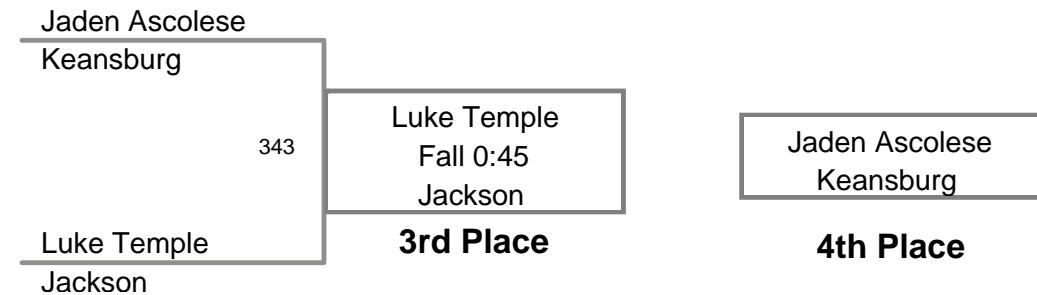 Jaden Ascolese
Keansburg
343
Luke Temple
Jackson
Luke Temple
Fall 0:45
Jackson
3rd Place
Jaden Ascolese
Keansburg
4th Place